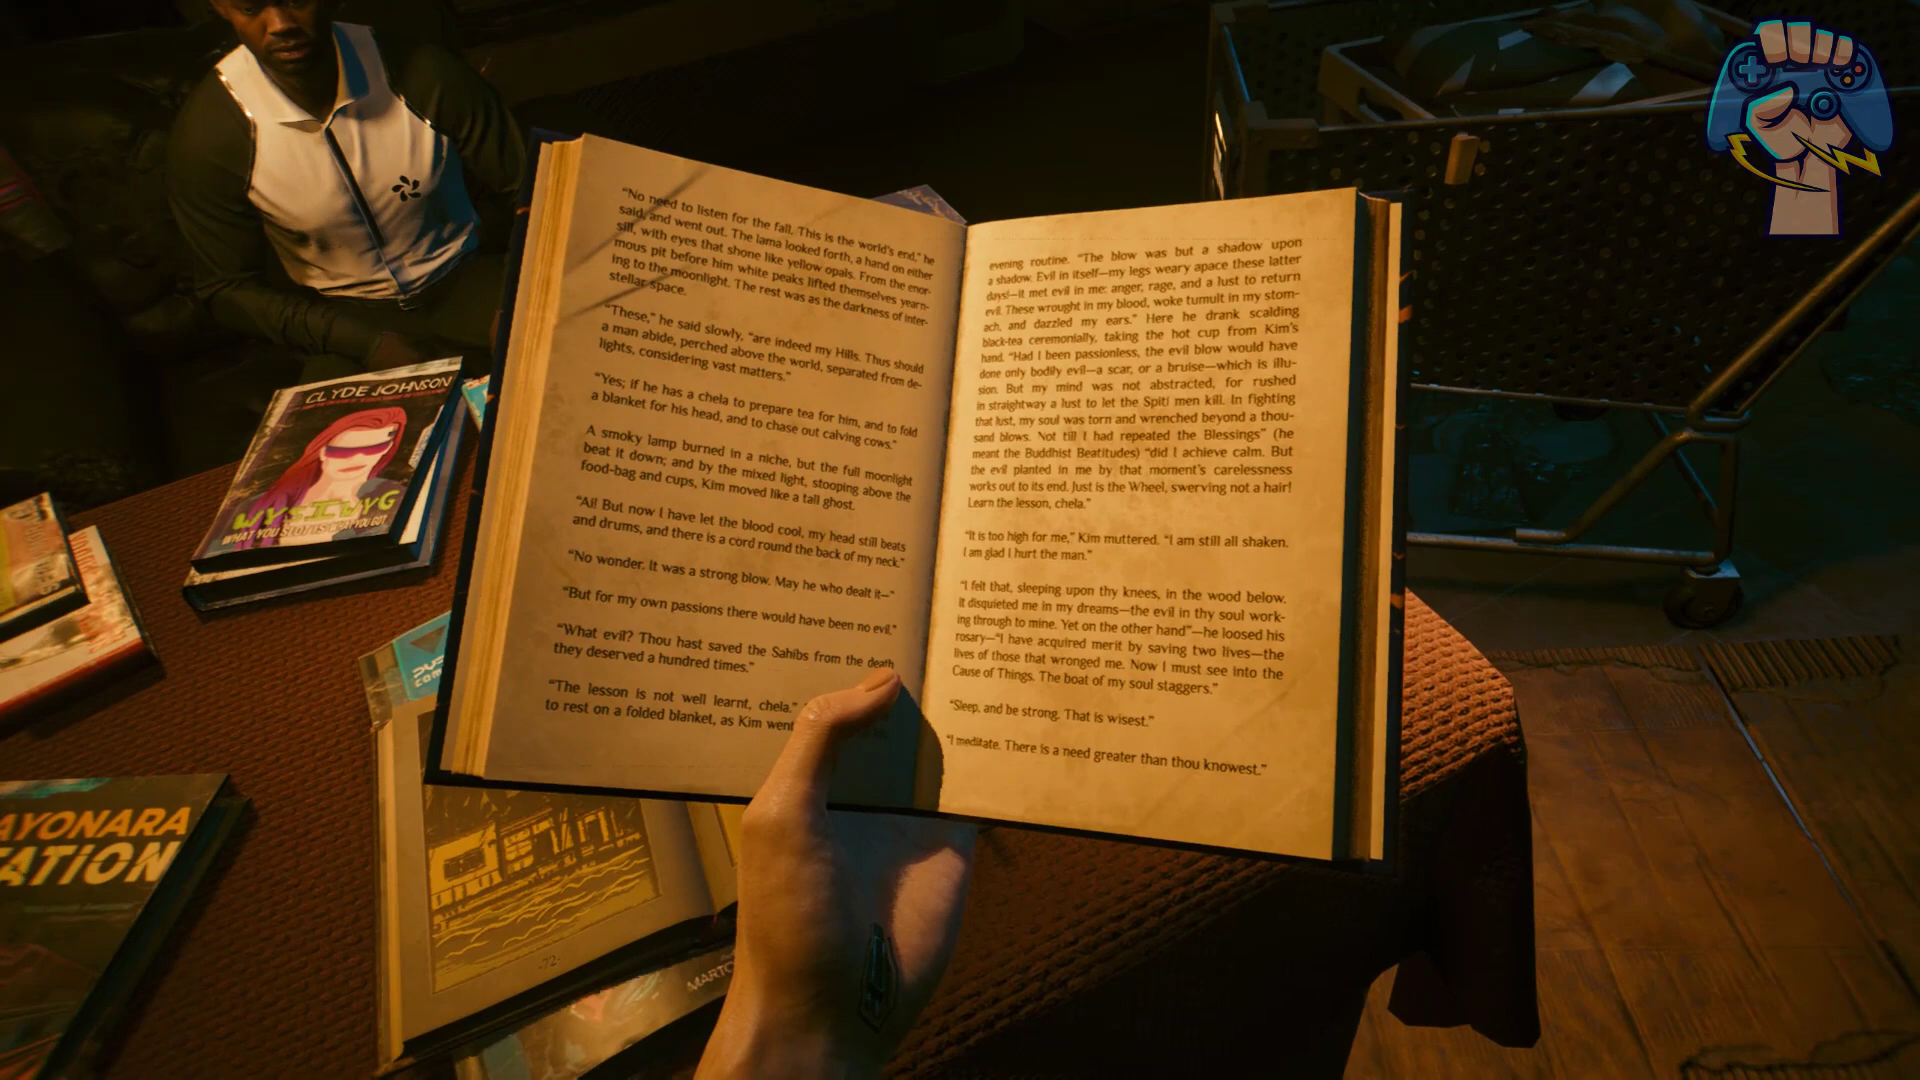 "No need to listen for the fall. This is the world's end," he
said, and went out. The lama looked forth, a hand on either
sill, with eyes that shone like yellow opals. From the enor-
mous pit before him white peaks lifted themselves yearn-
ing to the moonlight. The rest was as the darkness of inter-
stellar space.
"These," he said slowly, "are indeed my Hills. Thus should
a man abide, perched above the world, separated from de-
lights, considering vast matters."
"Yes; if he has a chela to prepare tea for him, and to fold
a blanket for his head, and to chase out calving cows."
A smoky lamp burned in a niche, but the full moonlight
beat it down; and by the mixed light, stooping above the
food-bag and cups, Kim moved like a tall ghost.
"Ai! But now I have let the blood cool, my head still beats
and drums, and there is a cord round the back of my neck."
"No wonder. It was a strong blow. May he who dealt it—"
"But for my own passions there would have been no evil."
"What evil? Thou hast saved the Sahibs from the death
they deserved a hundred times."
"The lesson is not well learnt, chela."
to rest on a folded blanket, as Kim went
evening routine. "The blow was but a shadow upon
a shadow. Evil in itself—my legs weary apace these latter
days!—it met evil in me: anger, rage, and a lust to return
evil. These wrought in my blood, woke tumult in my stom-
ach, and dazzled my ears." Here he drank scalding
black-tea ceremonially, taking the hot cup from Kim's
hand. "Had I been passionless, the evil blow would have
done only bodily evil—a scar, or a bruise—which is illu-
sion. But my mind was not abstracted, for rushed
in straightway a lust to let the Spiti men kill. In fighting
that lust, my soul was torn and wrenched beyond a thou-
sand blows. Not till I had repeated the Blessings" (he
meant the Buddhist Beatitudes) "did I achieve calm. But
the evil planted in me by that moment's carelessness
works out to its end. Just is the Wheel, swerving not a hair!
Learn the lesson, chela."
"It is too high for me," Kim muttered. "I am still all shaken.
I am glad I hurt the man."
"I felt that, sleeping upon thy knees, in the wood below.
It disquieted me in my dreams—the evil in thy soul work-
ing through to mine. Yet on the other hand"—he loosed his
rosary—"I have acquired merit by saving two lives—the
lives of those that wronged me. Now I must see into the
Cause of Things. The boat of my soul staggers."
"Sleep, and be strong. That is wisest."
"I meditate. There is a need greater than thou knowest."
CLYDE JOHNSON
WYSIWYG
WHAT YOU SEE IS WHAT YOU GOT
AYONARA
TATION
-72-